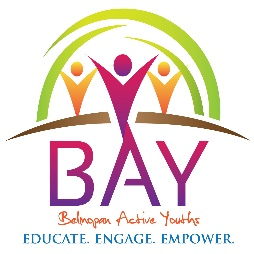 BAY
Belmopan Active Youths
EDUCATE. ENGAGE. EMPOWER.